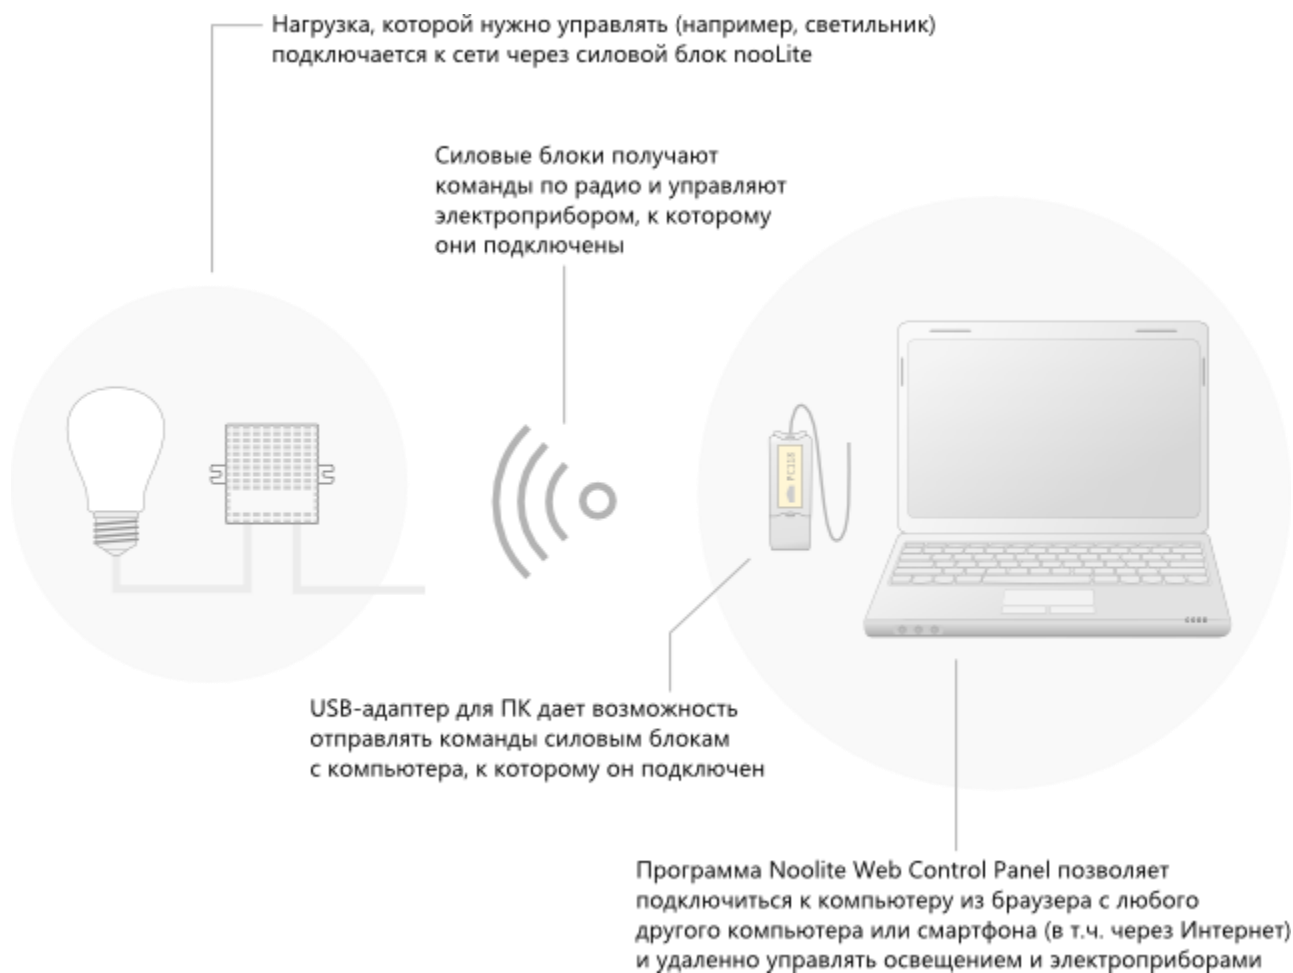 Нагрузка, которой нужно управлять (например, светильник)
подключается к сети через силовой блок nooLite
Силовые блоки получают
команды по радио и управляют
электроприбором, к которому
они подключены
PC118
USB-адаптер для ПК дает возможность
отправлять команды силовым блокам
с компьютера, к которому он подключен
Программа Noolite Web Control Panel позволяет
подключиться к компьютеру из браузера с любого
другого компьютера или смартфона (в т.ч. через Интернет)
и удаленно управлять освещением и электроприборами